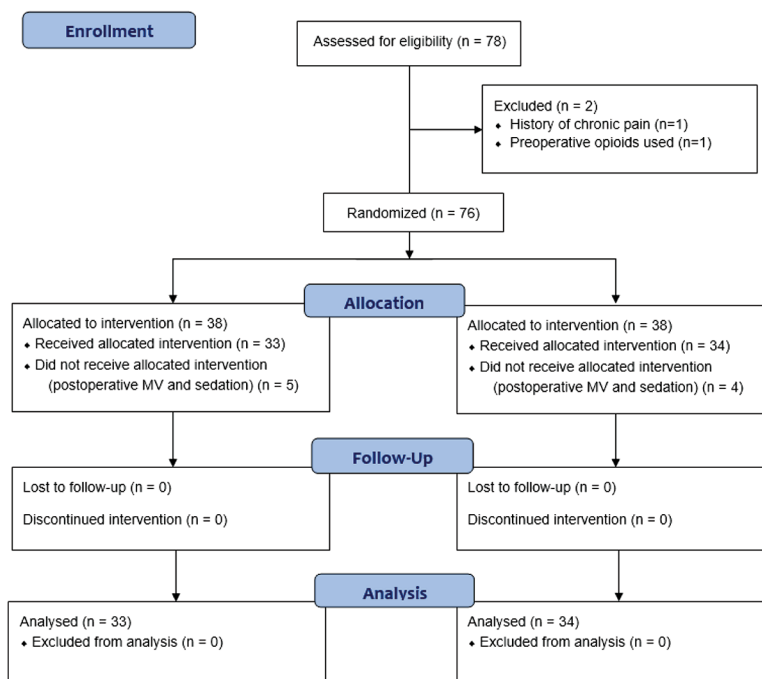 Enrollment
Assessed for eligibility (n = 78)
Excluded (n = 2)
⬥ History of chronic pain (n=1)
⬥ Preoperative opioids used (n=1)
Randomized (n = 76)
Allocation
Allocated to intervention (n = 38)
⬥ Received allocated intervention (n = 33)
⬥ Did not receive allocated intervention
(postoperative MV and sedation) (n = 5)
Allocated to intervention (n = 38)
⬥ Received allocated intervention (n = 34)
⬥ Did not receive allocated intervention
(postoperative MV and sedation) (n = 4)
Follow-Up
Lost to follow-up (n = 0)
Discontinued intervention (n = 0)
Lost to follow-up (n = 0)
Discontinued intervention (n = 0)
Analysis
Analysed (n = 33)
⬥ Excluded from analysis (n = 0)
Analysed (n = 34)
⬥ Excluded from analysis (n = 0)